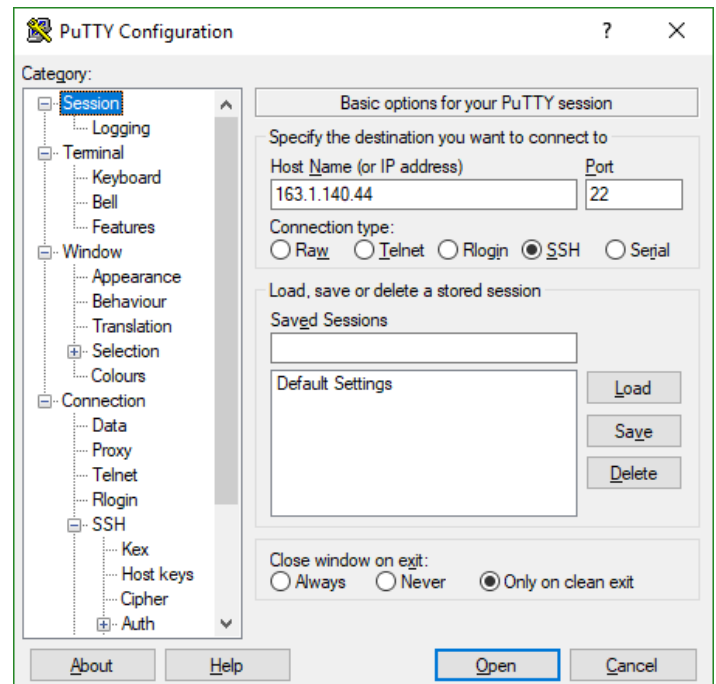 PuTTY Configuration
?
Category:
Session
Logging
Terminal
Keyboard
Bell
Features
Window
Appearance
Behaviour
Translation
Selection
Colours
Connection
Data
Proxy
Telnet
Rlogin
SSH
Kex
Host keys
Cipher
Auth
Basic options for your PuTTY session
Specify the destination you want to connect to
Host Name (or IP address) Port
163.1.140.44 22
Connection type:
Raw Telnet Rlogin SSH Serial
Load, save or delete a stored session
Saved Sessions
Default Settings
Load
Save
Delete
Close window on exit:
Always Never Only on clean exit
About Help Open Cancel